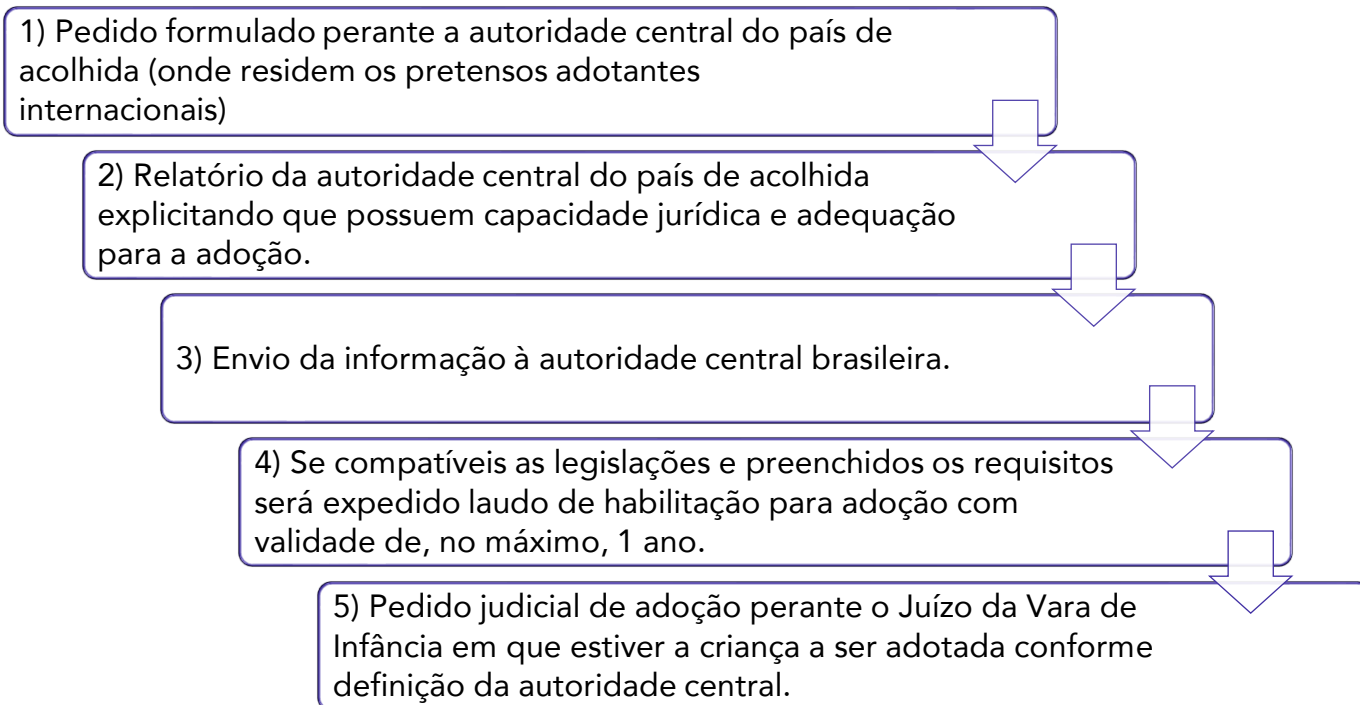 1) Pedido formulado perante a autoridade central do país de
acolhida (onde residem os pretensos adotantes
internacionais)
2) Relatório da autoridade central do país de acolhida
explicitando que possuem capacidade jurídica e adequação
para a adoção.
3) Envio da informação à autoridade central brasileira.
4) Se compatíveis as legislações e preenchidos os requisitos
será expedido laudo de habilitação para adoção com
validade de, no máximo, 1 ano.
5) Pedido judicial de adoção perante o Juízo da Vara de
Infância em que estiver a criança a ser adotada conforme
definição da autoridade central.